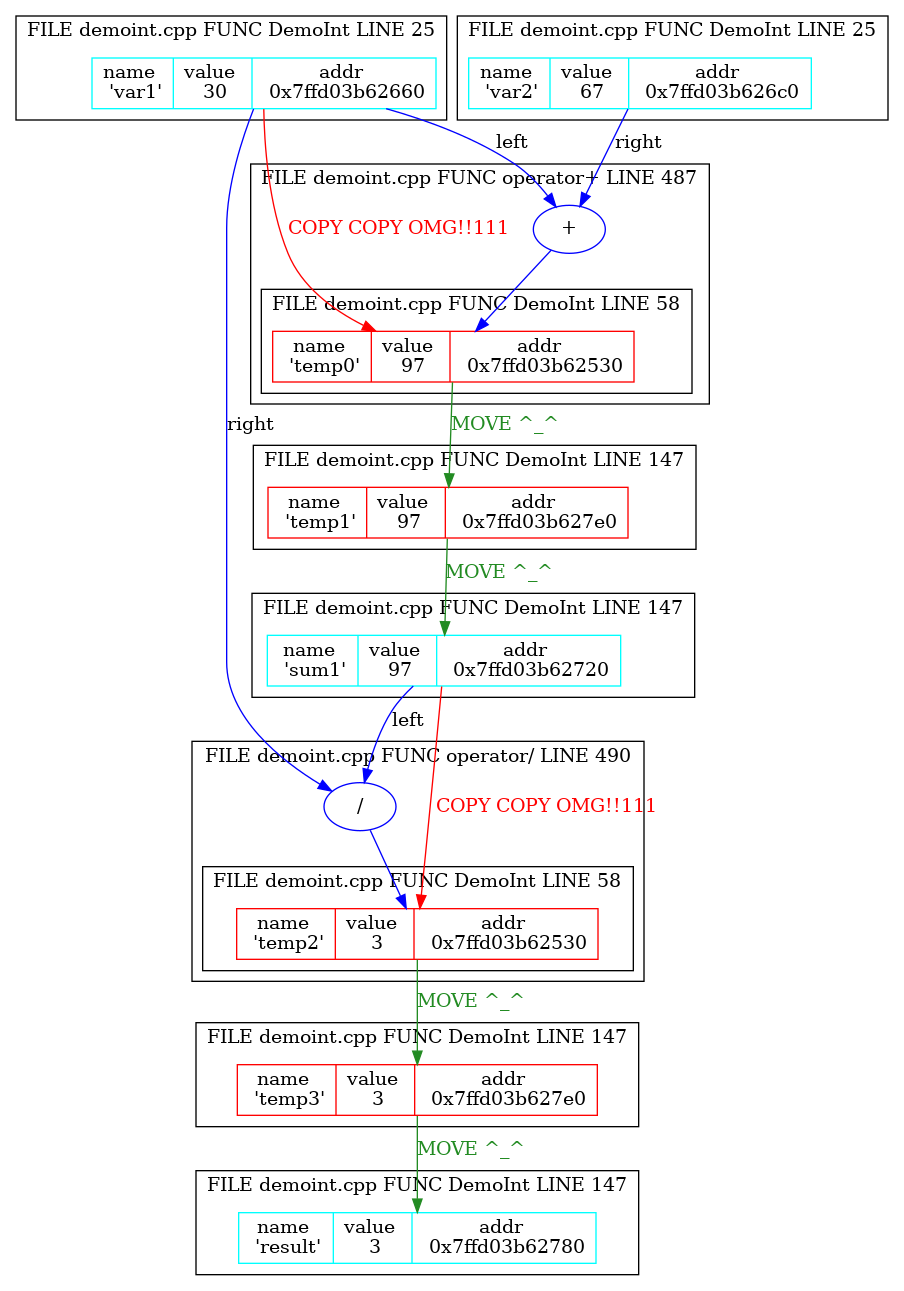 FILE demoint.cpp FUNC DemoInt LINE 25
name value addr
'var1' 30 0x7ffd03b62660
FILE demoint.cpp FUNC DemoInt LINE 25
name value addr
'var2' 67 0x7ffd03b626c0
left
right
FILE demoint.cpp FUNC operator+ LINE 487
COPY COPY OMG!!111
+
FILE demoint.cpp FUNC DemoInt LINE 58
name value addr
'temp0' 97 0x7ffd03b62530
right
MOVE ^_^
FILE demoint.cpp FUNC DemoInt LINE 147
name value addr
'temp1' 97 0x7ffd03b627e0
MOVE ^_^
FILE demoint.cpp FUNC DemoInt LINE 147
name value addr
'sum1' 97 0x7ffd03b62720
left
FILE demoint.cpp FUNC operator/ LINE 490
/
COPY COPY OMG!!111
FILE demoint.cpp FUNC DemoInt LINE 58
name value addr
'temp2' 3 0x7ffd03b62530
MOVE ^_^
FILE demoint.cpp FUNC DemoInt LINE 147
name value addr
'temp3' 3 0x7ffd03b627e0
MOVE ^_^
FILE demoint.cpp FUNC DemoInt LINE 147
name value addr
'result' 3 0x7ffd03b62780